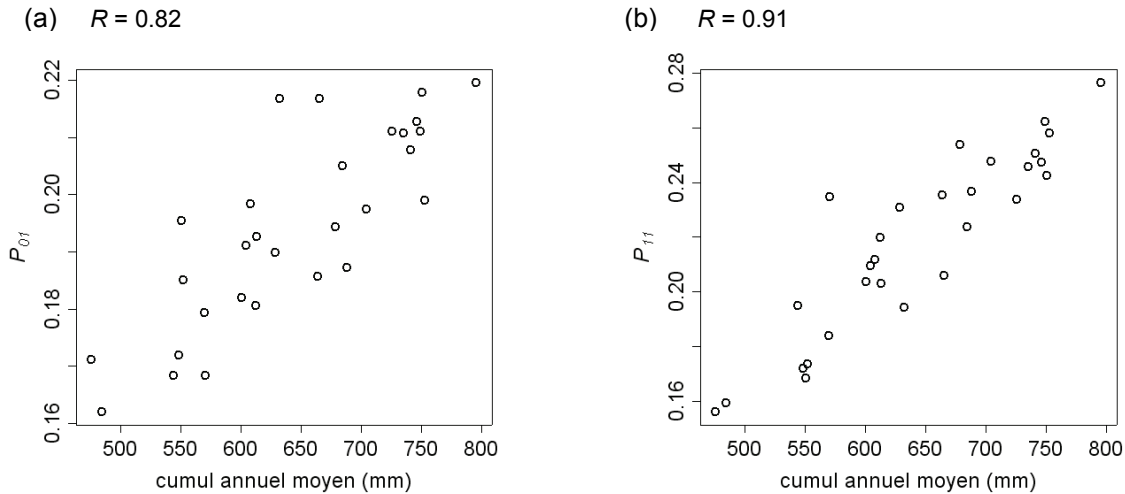 (a) R = 0.82
0.22
0.20
0.18
0.16
P01
500 550 600 650 700 750 800
cumul annuel moyen (mm)
(b) R = 0.91
0.28
0.24
0.20
0.16
P11
500 550 600 650 700 750 800
cumul annuel moyen (mm)